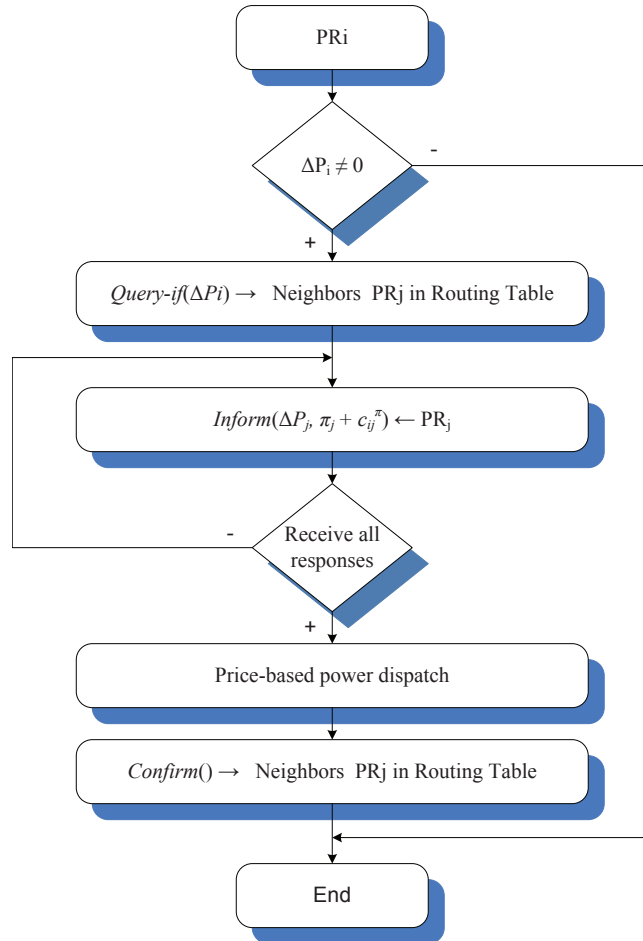 PRi
ΔPᵢ ≠ 0
-
+
Query-if(ΔPi) → Neighbors PRj in Routing Table
Inform(ΔPⱼ, πⱼ + cᵢⱼ^π) ← PRⱼ
Receive all
responses
-
+
Price-based power dispatch
Confirm() → Neighbors PRj in Routing Table
End